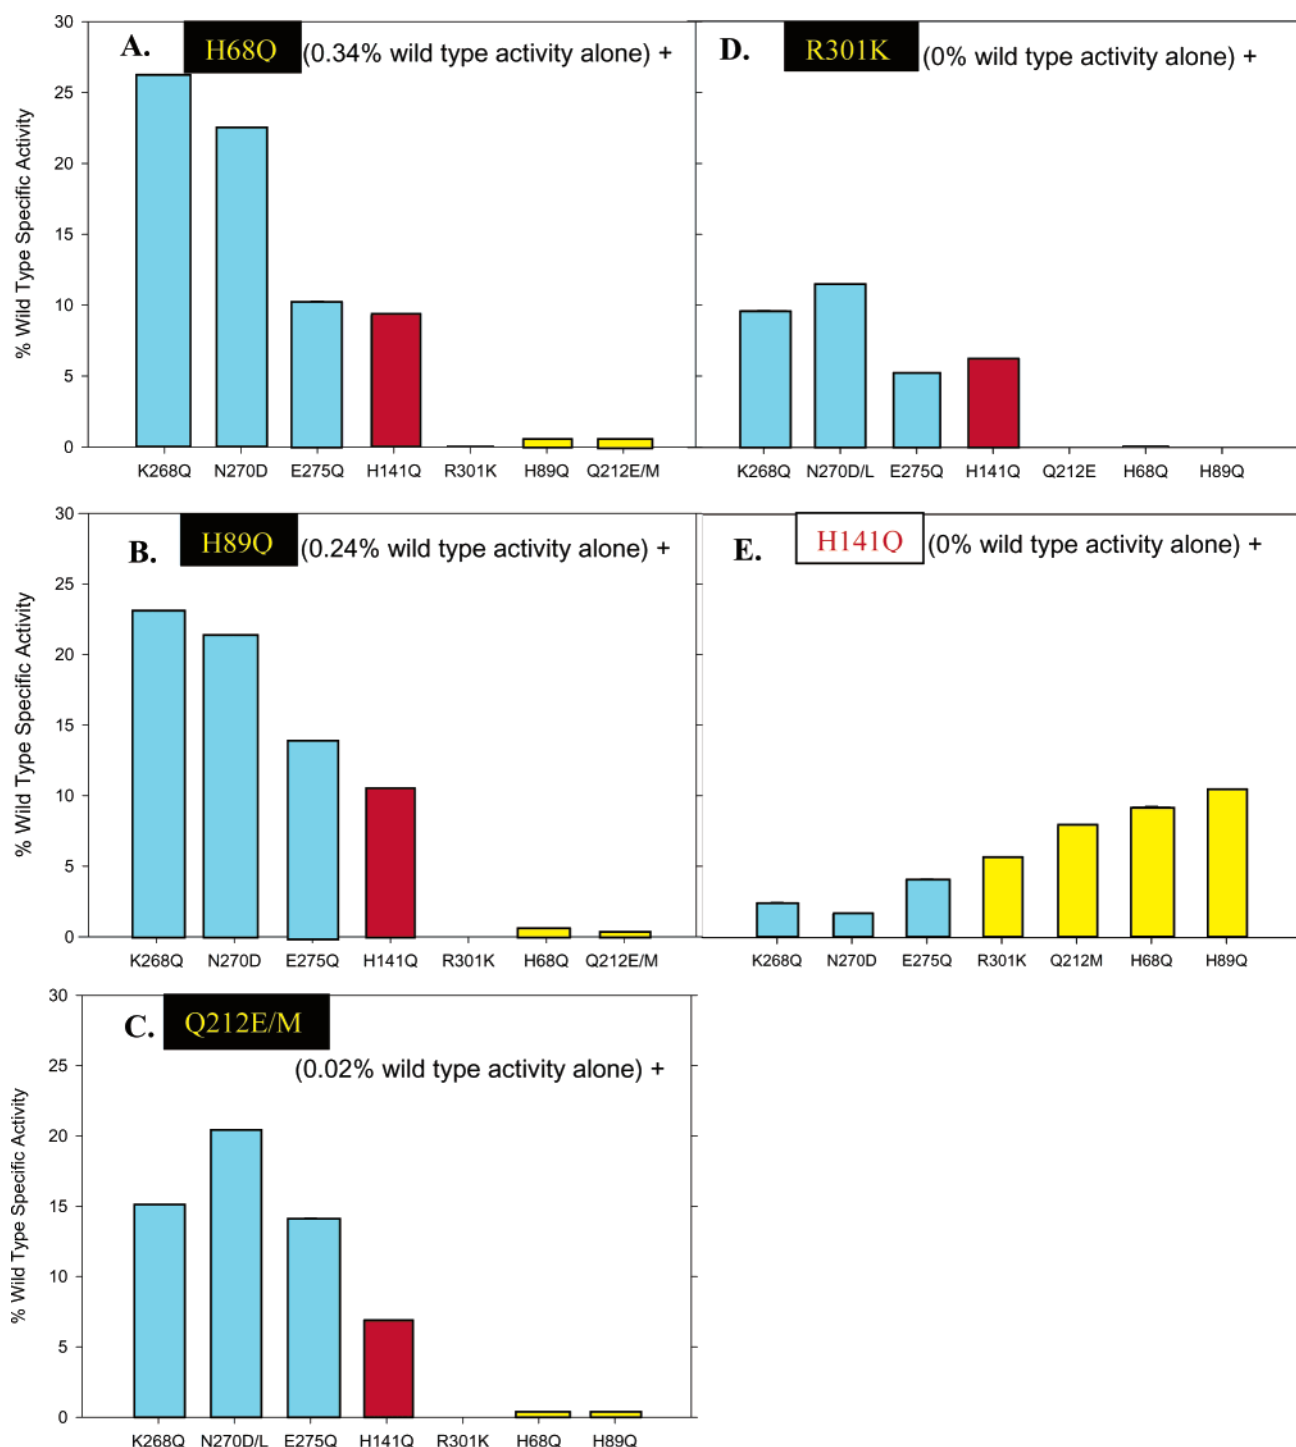 A. H68Q (0.34% wild type activity alone) +
% Wild Type Specific Activity
30
25
20
15
10
5
0
K268Q N270D E275Q H141Q R301K H89Q Q212E/M
D. R301K (0% wild type activity alone) +
K268Q N270D/L E275Q H141Q Q212E H68Q H89Q
B. H89Q (0.24% wild type activity alone) +
% Wild Type Specific Activity
30
25
20
15
10
5
0
K268Q N270D E275Q H141Q R301K H68Q Q212E/M
E. H141Q (0% wild type activity alone) +
K268Q N270D E275Q R301K Q212M H68Q H89Q
C. Q212E/M
(0.02% wild type activity alone) +
% Wild Type Specific Activity
30
25
20
15
10
5
0
K268Q N270D/L E275Q H141Q R301K H68Q H89Q